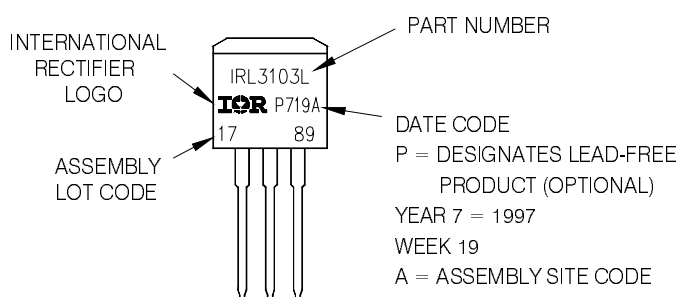 INTERNATIONAL
RECTIFIER
LOGO
ASSEMBLY
LOT CODE
IRL3103L
IOR P719A
17 89
PART NUMBER
DATE CODE
P = DESIGNATES LEAD-FREE
PRODUCT (OPTIONAL)
YEAR 7 = 1997
WEEK 19
A = ASSEMBLY SITE CODE